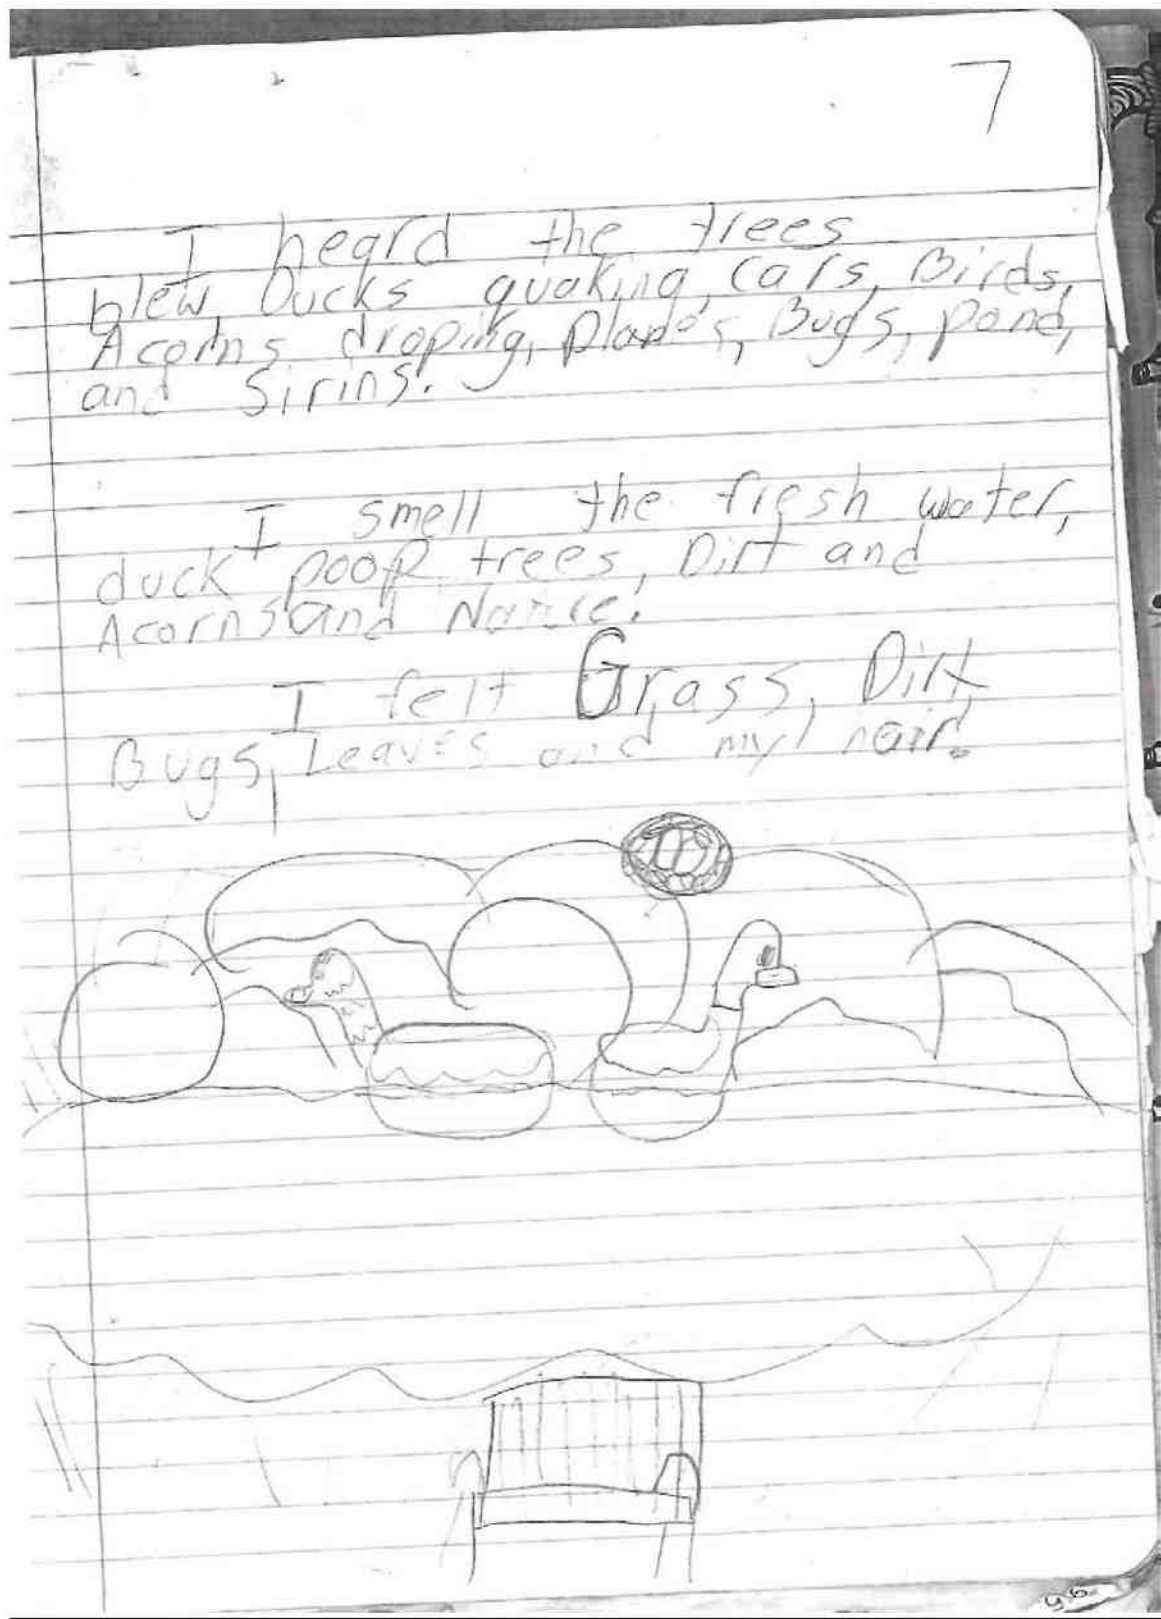 7
I heard the trees
blew, Ducks quaking, cars, Birds,
Acorns droping, Planes, Bugs, pond,
and Sirins.
I smell the fresh water,
duck poop, trees, Dirt and
Acorns and Nature.
I felt Grass, Dirt,
Bugs, Leaves and my hair.